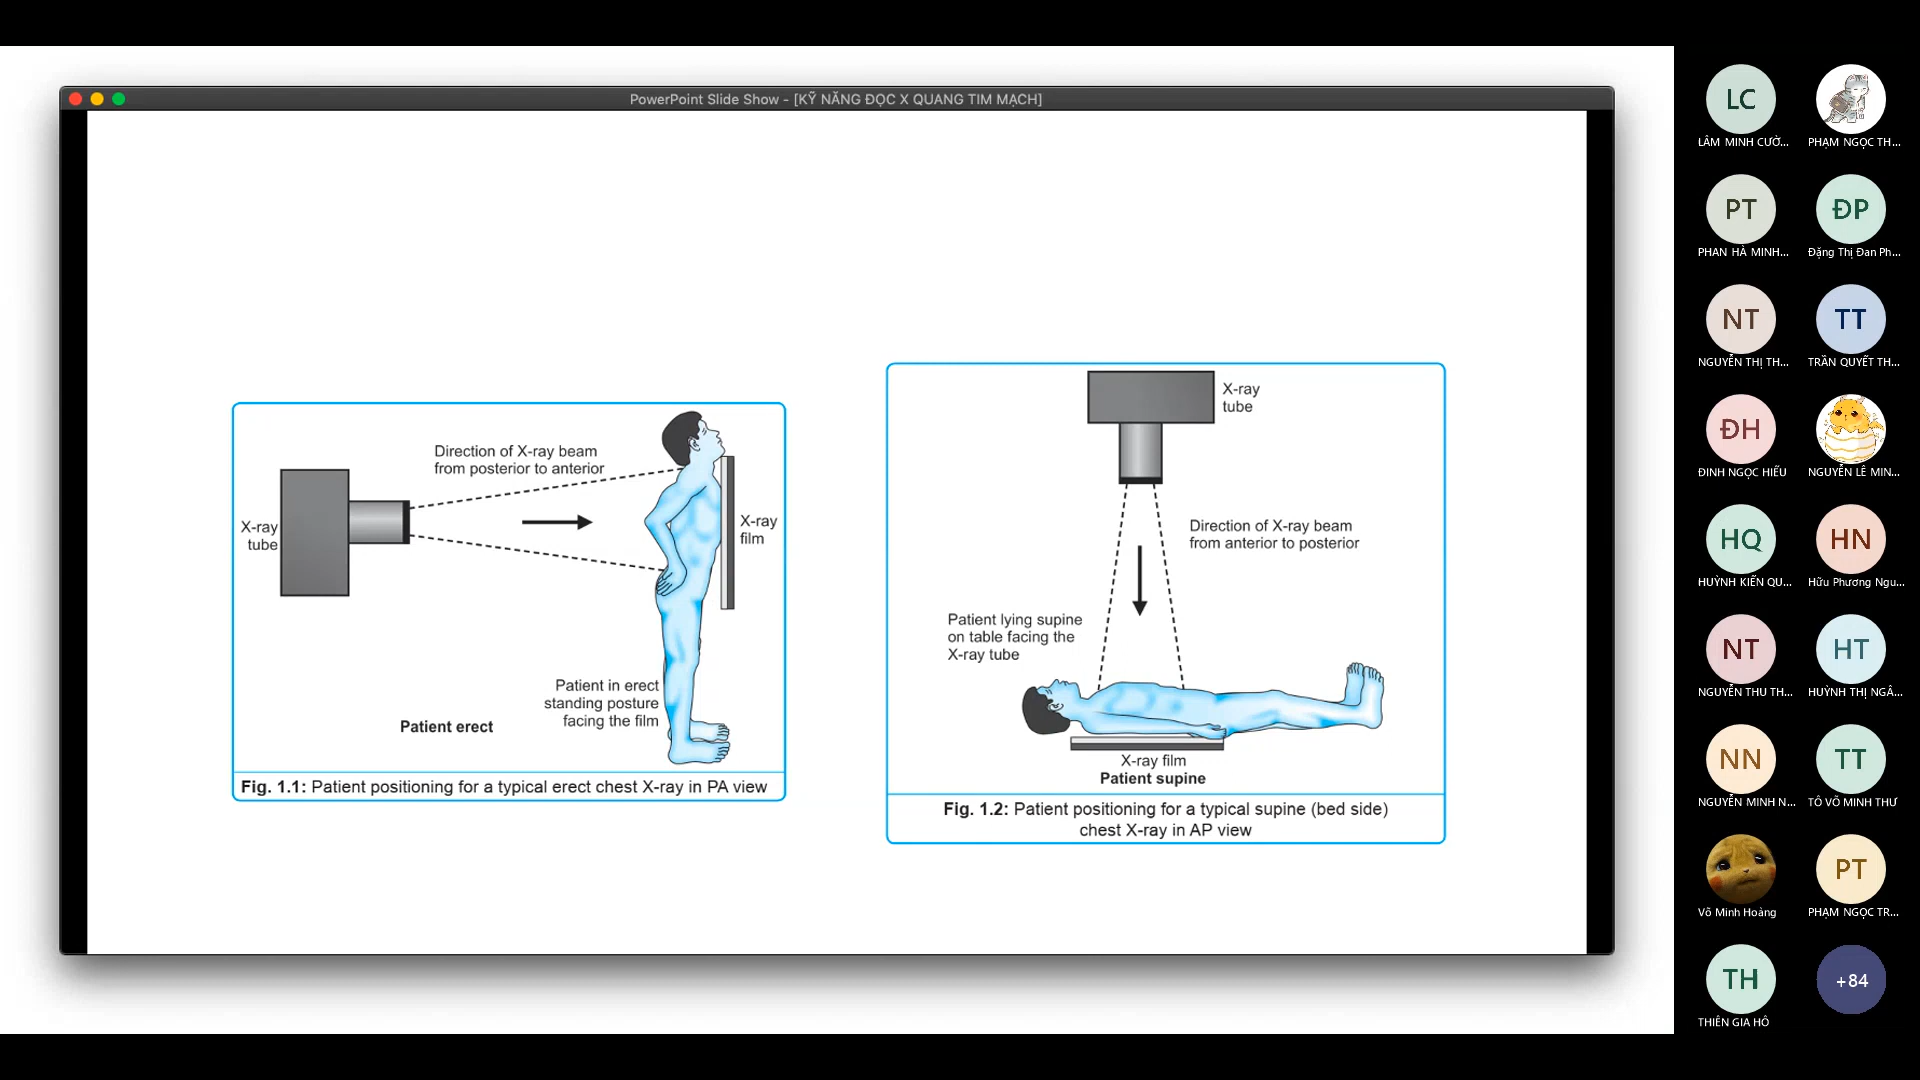 PowerPoint Slide Show - [KỸ NĂNG ĐỌC X QUANG TIM MẠCH]
Direction of X-ray beam
from posterior to anterior
X-ray
tube
X-ray
film
Patient in erect
standing posture
facing the film
Patient erect
Fig. 1.1: Patient positioning for a typical erect chest X-ray in PA view
X-ray
tube
Direction of X-ray beam
from anterior to posterior
Patient lying supine
on table facing the
X-ray tube
X-ray film
Patient supine
Fig. 1.2: Patient positioning for a typical supine (bed side)
chest X-ray in AP view
LC
LÂM MINH CƯỜ...
PHẠM NGỌC TH...
PT
PHAN HÀ MINH...
ĐP
Đặng Thị Đan Ph...
NT
NGUYỄN THỊ TH...
TT
TRẦN QUYẾT TH...
ĐH
ĐINH NGỌC HIẾU
NGUYỄN LÊ MIN...
HQ
HUỲNH KIẾN QU...
HN
Hữu Phương Ngu...
NT
NGUYỄN THU TH...
HT
HUỲNH THỊ NGÂ...
NN
NGUYỄN MINH N...
TT
TÔ VÕ MINH THƯ
Võ Minh Hoàng
PT
PHẠM NGỌC TR...
TH
THIÊN GIA HỒ
+84